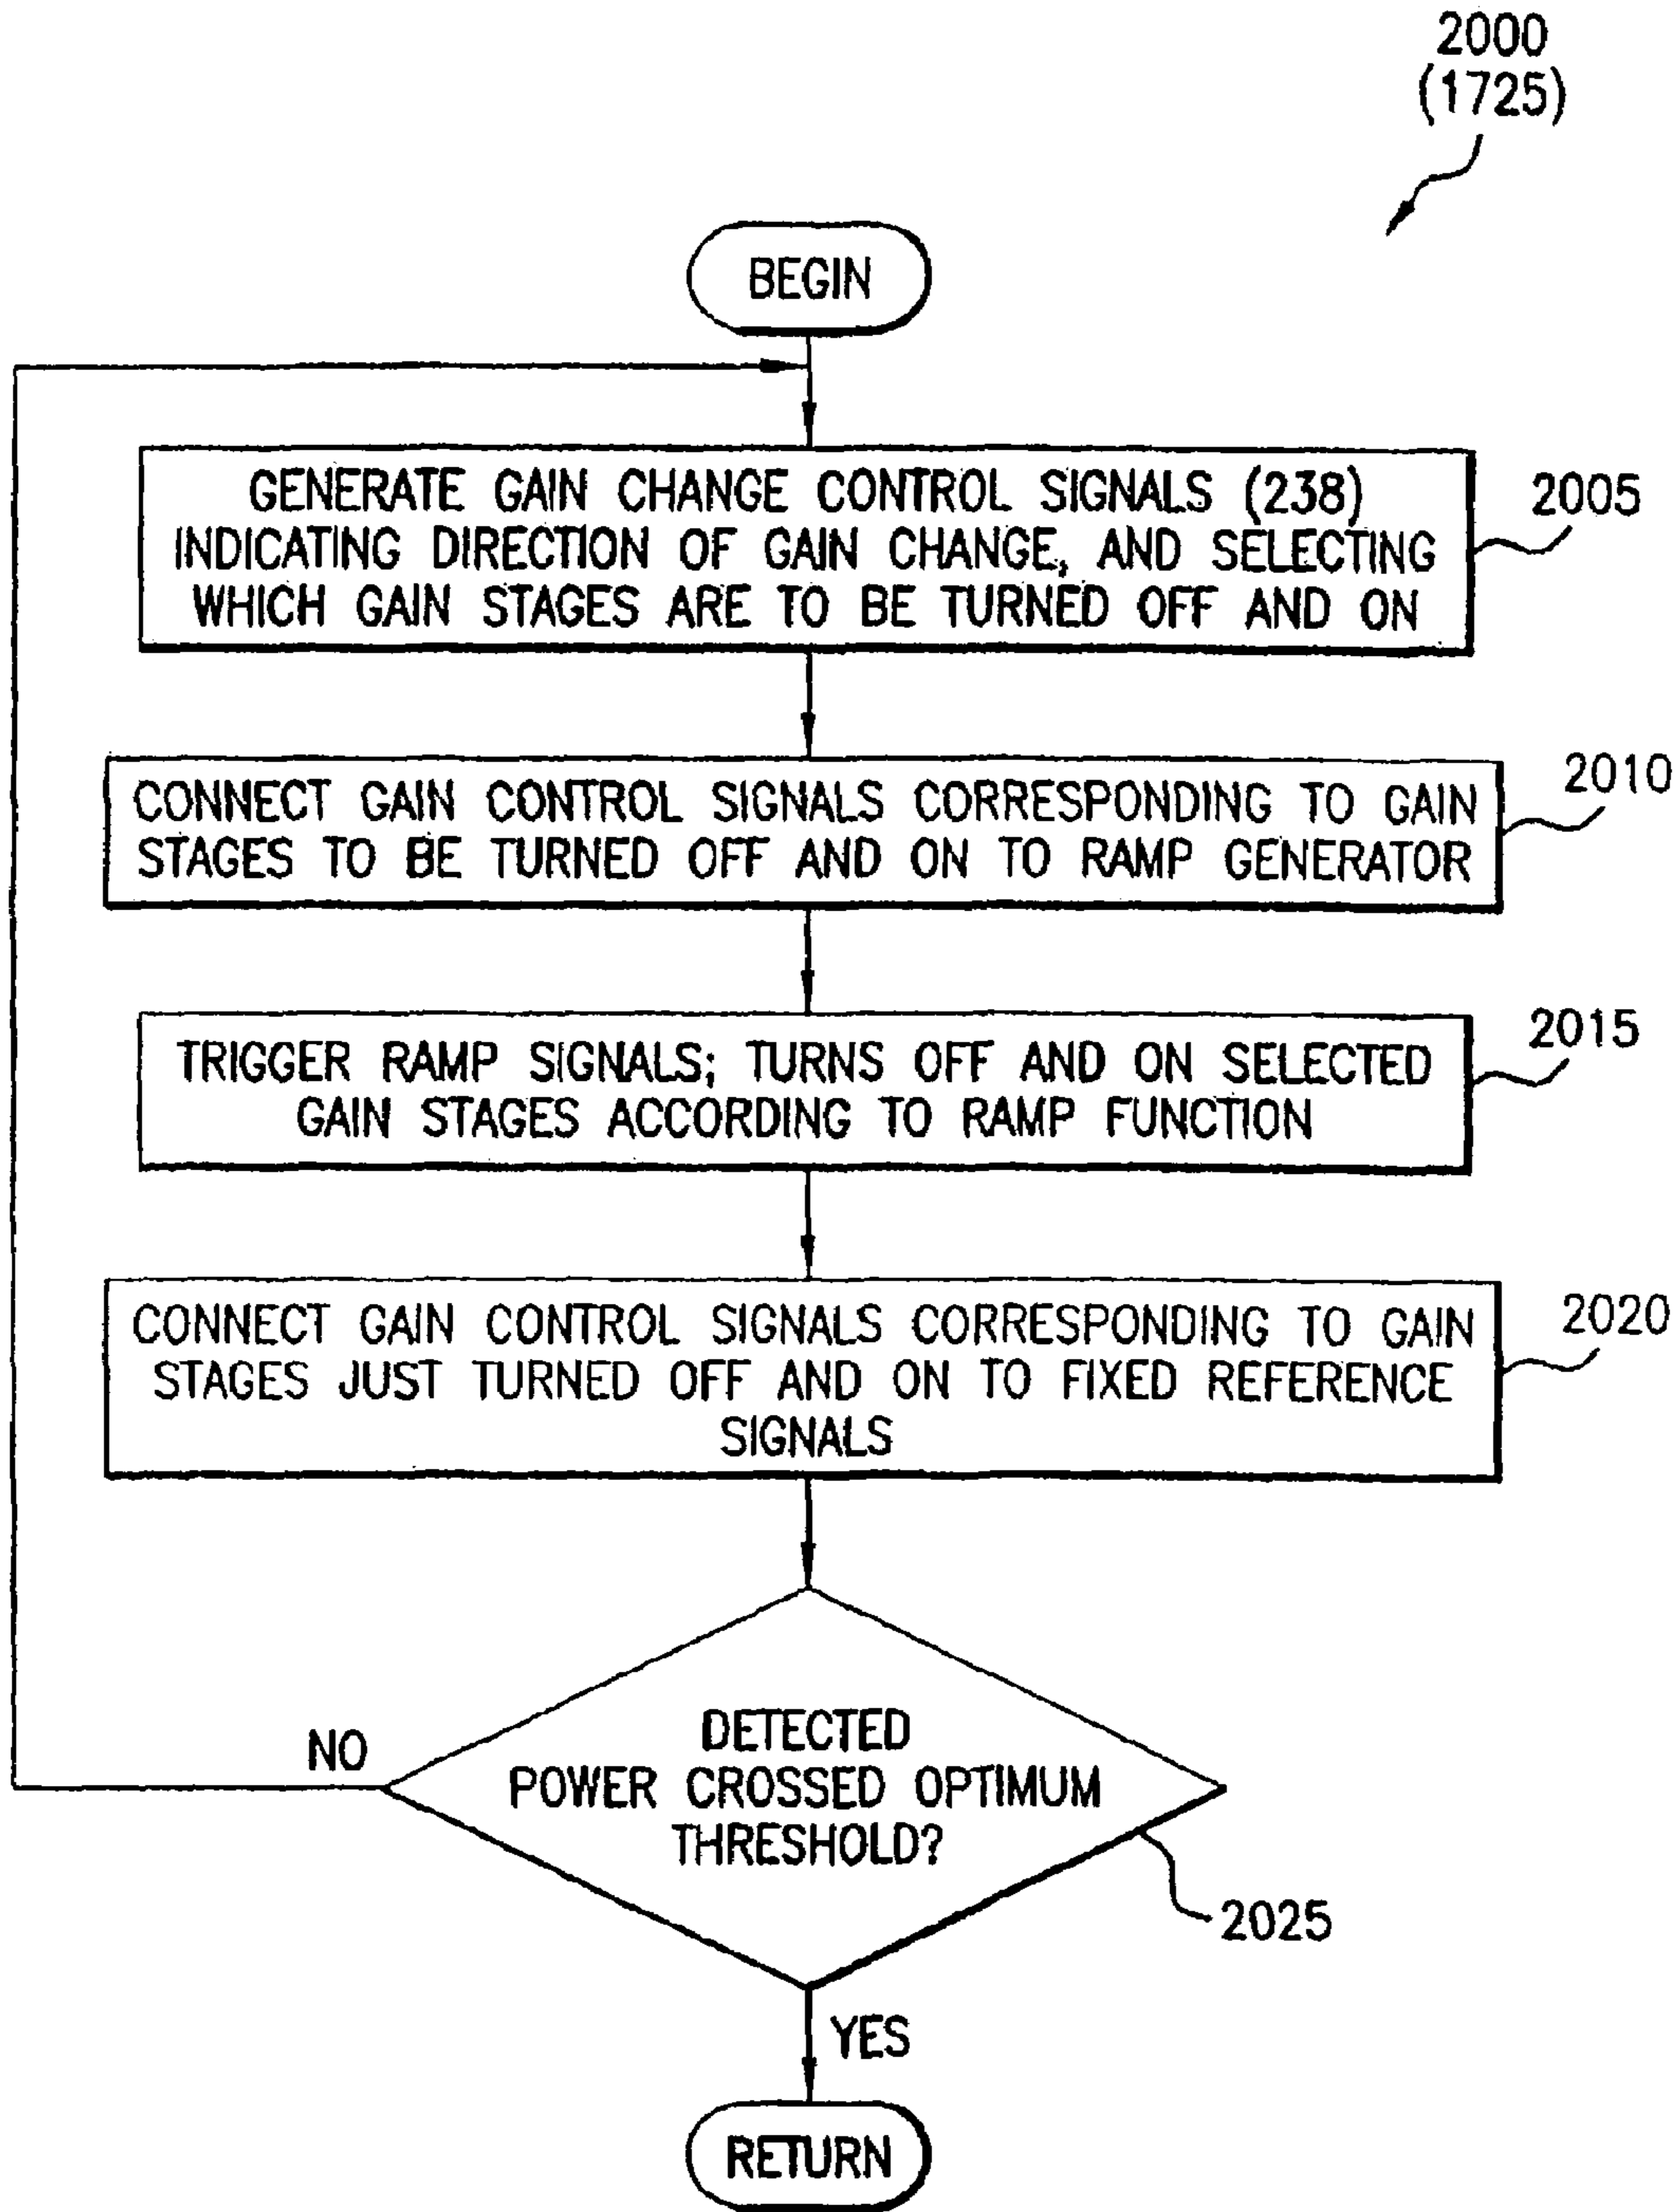 2000
(1725)
BEGIN
GENERATE GAIN CHANGE CONTROL SIGNALS (238)
INDICATING DIRECTION OF GAIN CHANGE, AND SELECTING
WHICH GAIN STAGES ARE TO BE TURNED OFF AND ON
2005
CONNECT GAIN CONTROL SIGNALS CORRESPONDING TO GAIN
STAGES TO BE TURNED OFF AND ON TO RAMP GENERATOR
2010
TRIGGER RAMP SIGNALS; TURNS OFF AND ON SELECTED
GAIN STAGES ACCORDING TO RAMP FUNCTION
2015
CONNECT GAIN CONTROL SIGNALS CORRESPONDING TO GAIN
STAGES JUST TURNED OFF AND ON TO FIXED REFERENCE
SIGNALS
2020
DETECTED
POWER CROSSED OPTIMUM
THRESHOLD?
NO
2025
YES
RETURN